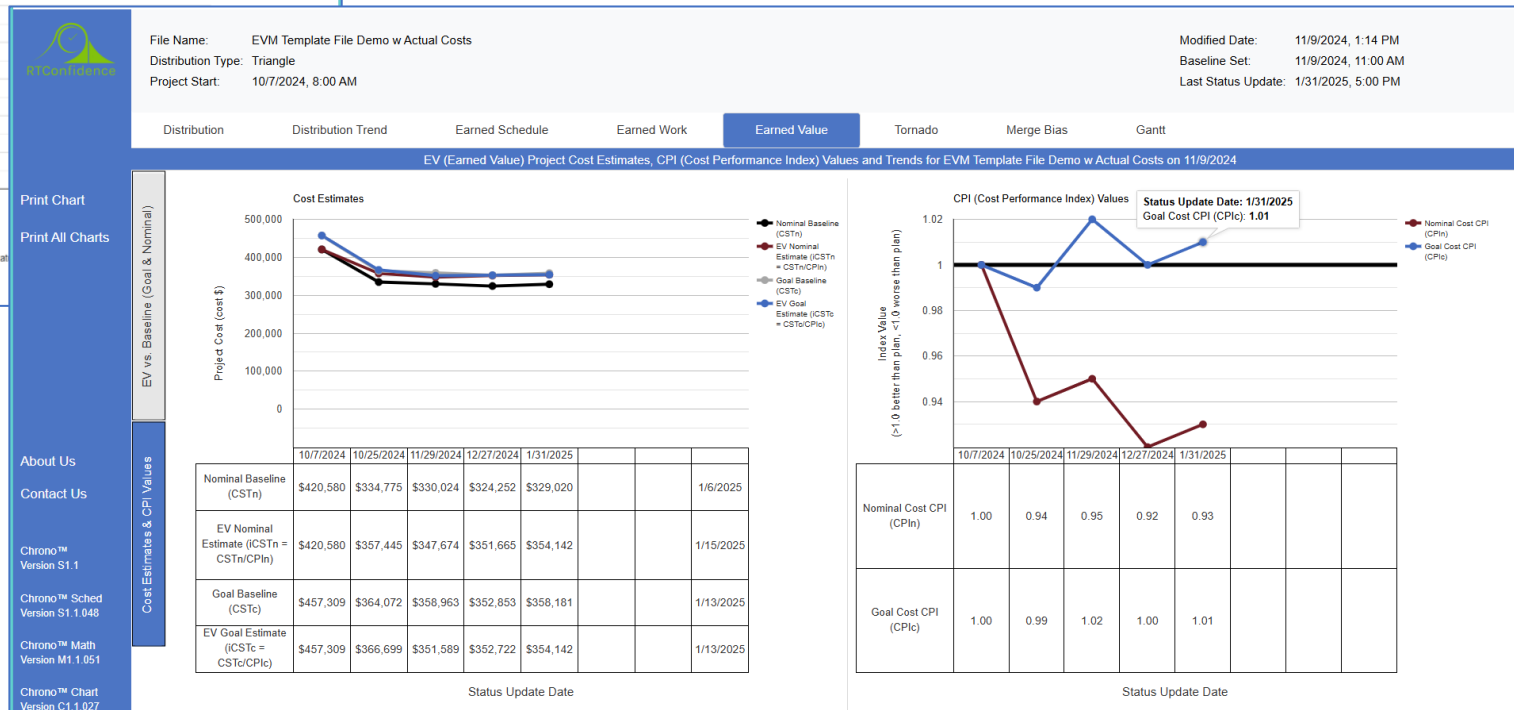 RTConfidence
File Name: EVM Template File Demo w Actual Costs
Distribution Type: Triangle
Project Start: 10/7/2024, 8:00 AM
Modified Date: 11/9/2024, 1:14 PM
Baseline Set: 11/9/2024, 11:00 AM
Last Status Update: 1/31/2025, 5:00 PM
Distribution Distribution Trend Earned Schedule Earned Work Earned Value Tornado Merge Bias Gantt
EV (Earned Value) Project Cost Estimates, CPI (Cost Performance Index) Values and Trends for EVM Template File Demo w Actual Costs on 11/9/2024
Print Chart
Print All Charts
About Us
Contact Us
Chrono™
Version S1.1
Chrono™ Sched
Version S1.1.048
Chrono™ Math
Version M1.1.051
Chrono™ Chart
Version C1.1.027
EV vs. Baseline (Goal & Nominal)
Cost Estimates & CPI Values
Cost Estimates
Project Cost (cost $)
500,000
400,000
300,000
200,000
100,000
0
Nominal Baseline
(CSTn)
EV Nominal
Estimate (iCSTn
= CSTn/CPIn)
Goal Baseline
(CSTc)
EV Goal
Estimate (iCSTc
= CSTc/CPIc)
10/7/2024 10/25/2024 11/29/2024 12/27/2024 1/31/2025
Nominal Baseline
(CSTn)
$420,580 $334,775 $330,024 $324,252 $329,020 1/6/2025
EV Nominal
Estimate (iCSTn =
CSTn/CPIn)
$420,580 $357,445 $347,674 $351,665 $354,142 1/15/2025
Goal Baseline
(CSTc)
$457,309 $364,072 $358,963 $352,853 $358,181 1/13/2025
EV Goal Estimate
(iCSTc =
CSTc/CPIc)
$457,309 $366,699 $351,589 $352,722 $354,142 1/13/2025
Status Update Date
CPI (Cost Performance Index) Values
Status Update Date: 1/31/2025
Goal Cost CPI (CPIc): 1.01
Index Value
(>1.0 better than plan, <1.0 worse than plan)
1.02
1
0.98
0.96
0.94
Nominal Cost CPI
(CPIn)
Goal Cost CPI
(CPIc)
10/7/2024 10/25/2024 11/29/2024 12/27/2024 1/31/2025
Nominal Cost CPI
(CPIn)
1.00 0.94 0.95 0.92 0.93
Goal Cost CPI
(CPIc)
1.00 0.99 1.02 1.00 1.01
Status Update Date